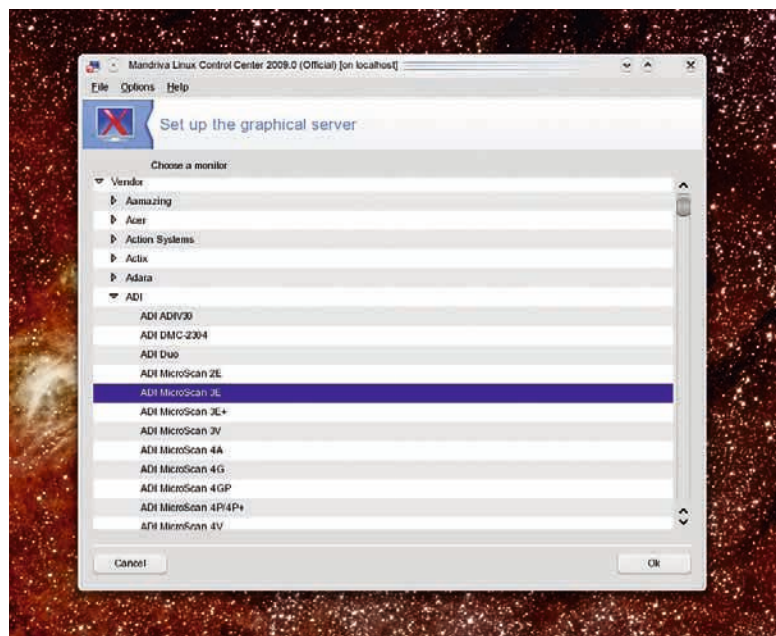 Mandriva Linux Control Center 2009.0 (Official) [on localhost]
File Options Help
Set up the graphical server
Choose a monitor
Vendor
Aamazing
Acer
Action Systems
Actix
Adara
ADI
ADI ADIV30
ADI DMC-2304
ADI Duo
ADI MicroScan 2E
ADI MicroScan 3E
ADI MicroScan 3E+
ADI MicroScan 3V
ADI MicroScan 4A
ADI MicroScan 4G
ADI MicroScan 4GP
ADI MicroScan 4P/4P+
ADI MicroScan 4V
Cancel Ok